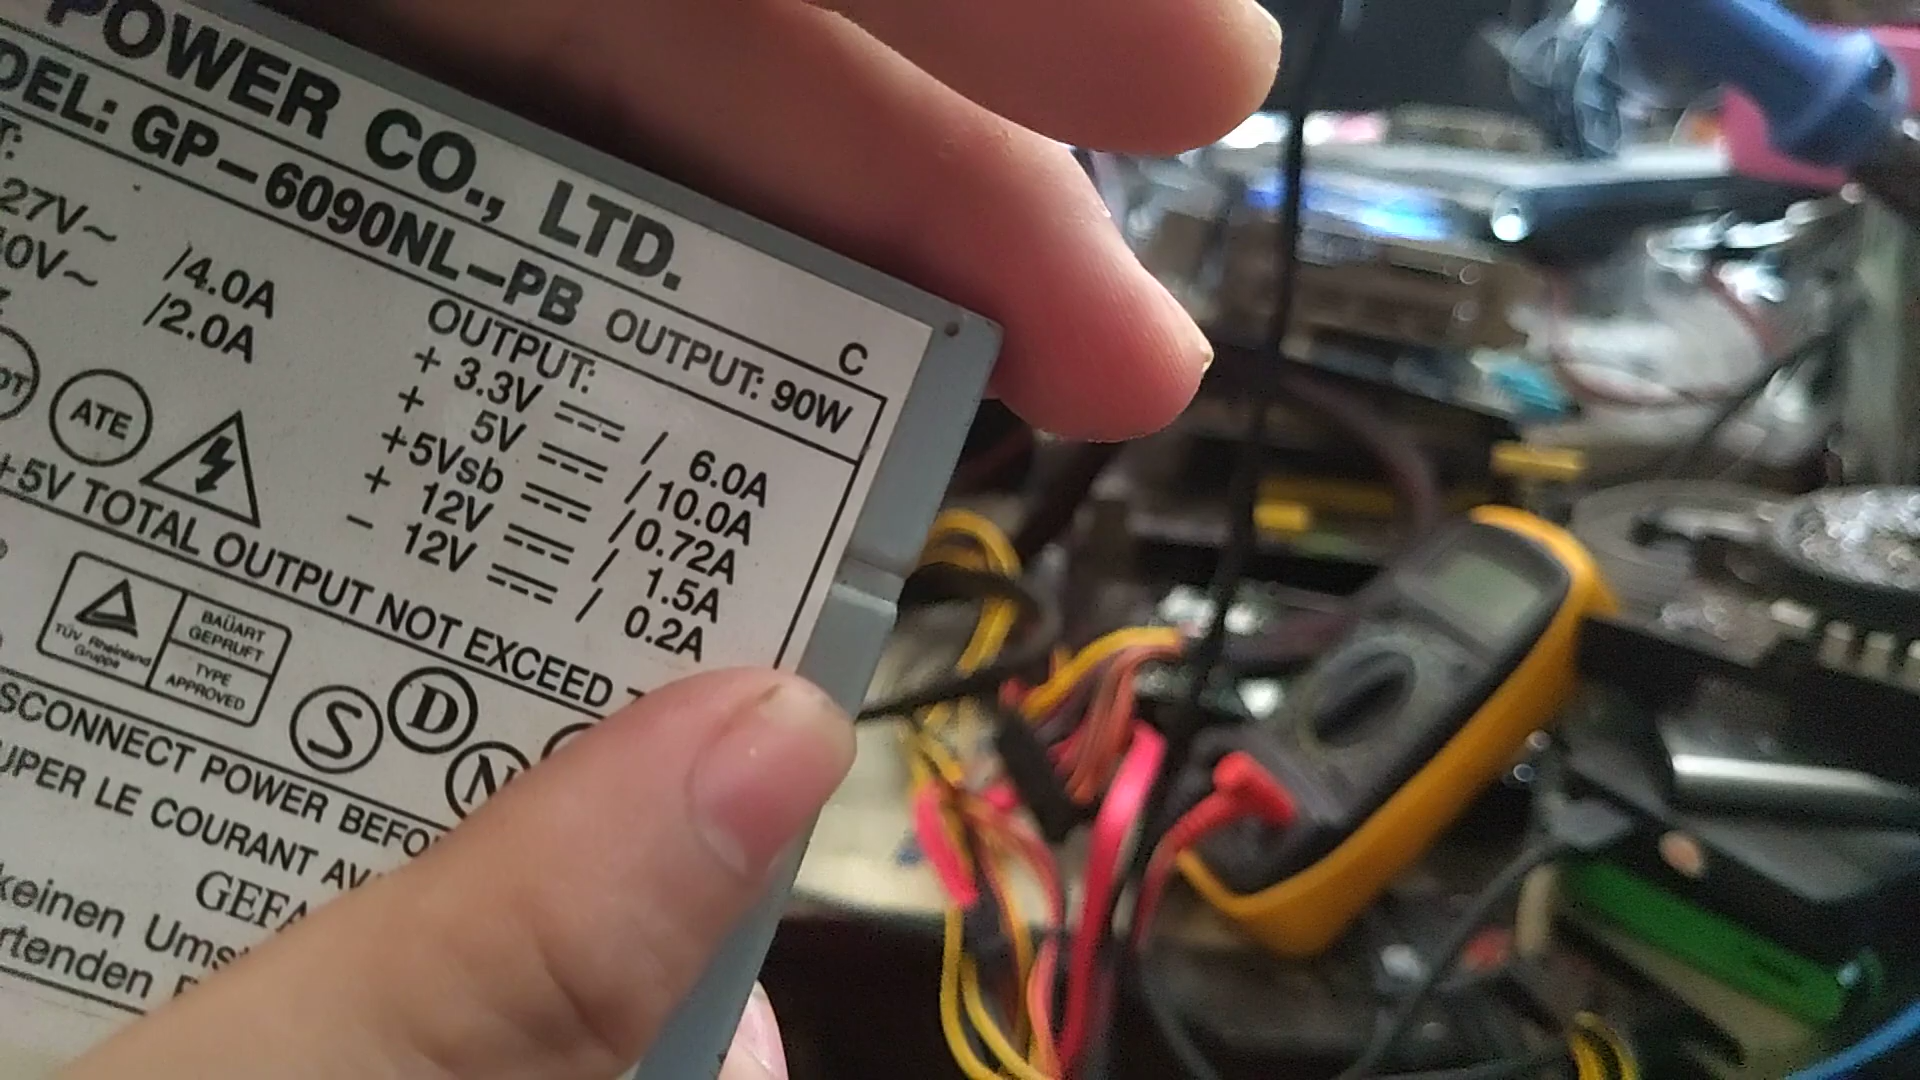 POWER CO., LTD.
C
DEL: GP-6090NL-PB OUTPUT: 90W
T:
27V~ /4.0A
40V~ /2.0A
OUTPUT:
+ 3.3V ⎓ / 6.0A
+ 5V ⎓ /10.0A
+5Vsb ⎓ /0.72A
+ 12V ⎓ / 1.5A
- 12V ⎓ / 0.2A
ATE
+5V TOTAL OUTPUT NOT EXCEED
TÜV Rheinland
Gruppe
BAÜART
GEPRUFT
TYPE
APPROVED
S
D
N
SCONNECT POWER BEFO
UPER LE COURANT AV
GEFA
keinen Ums
rtenden